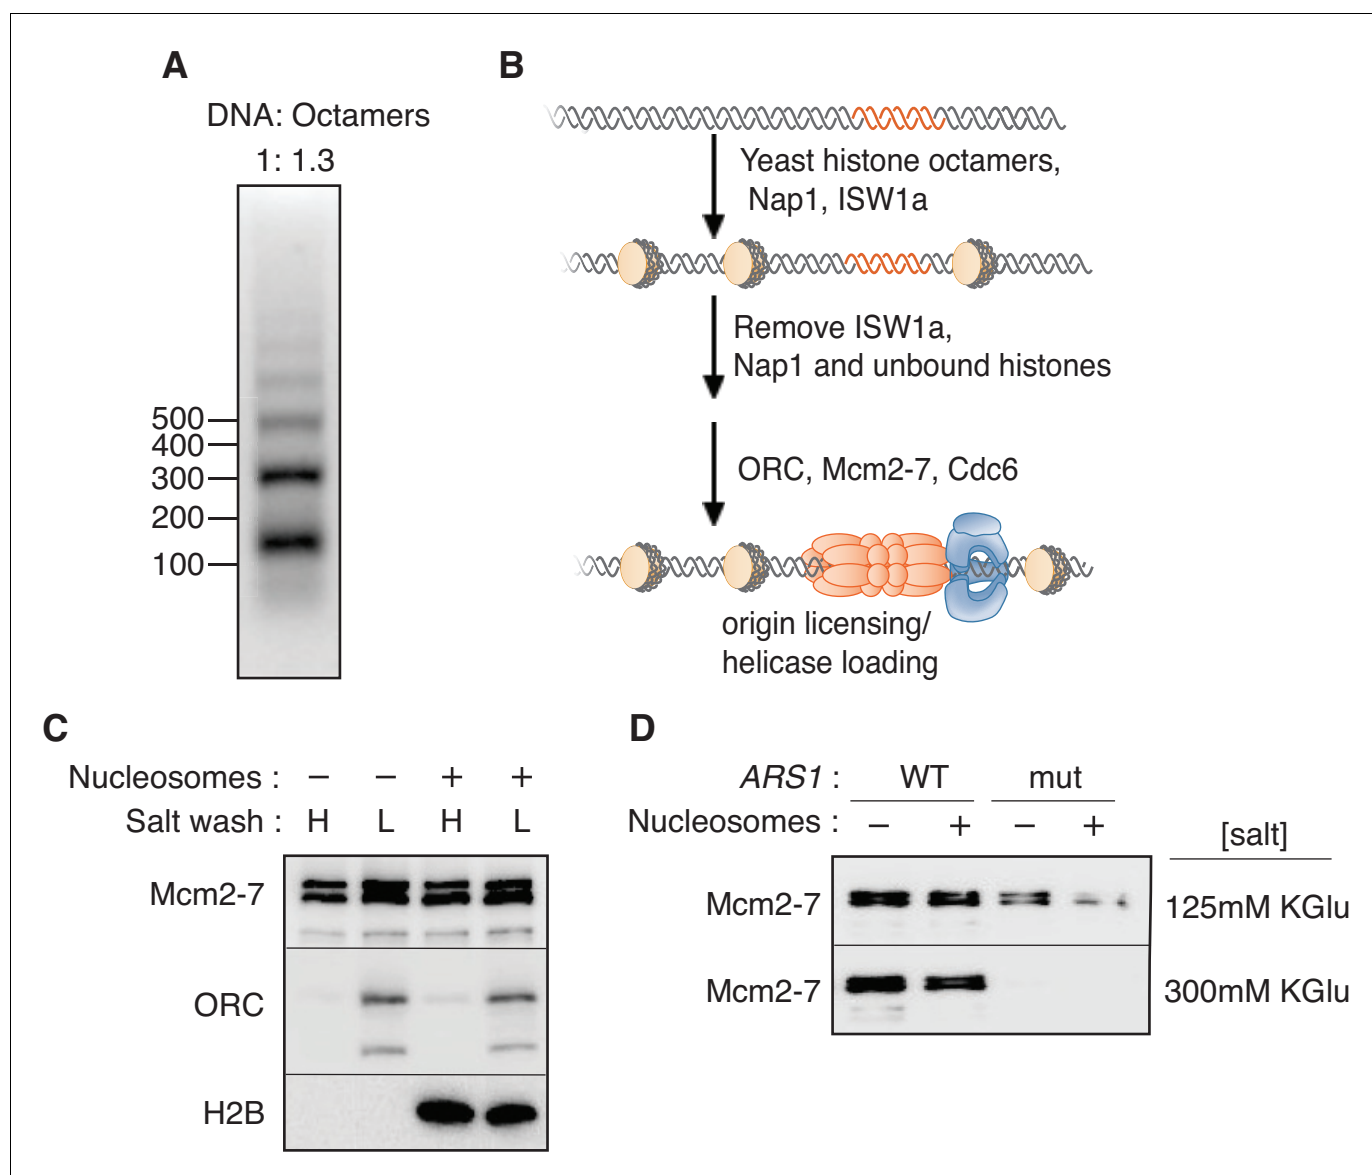 A
DNA: Octamers
1: 1.3
500
400
300
200
100
B
Yeast histone octamers,
Nap1, ISW1a
Remove ISW1a,
Nap1 and unbound histones
ORC, Mcm2-7, Cdc6
origin licensing/
helicase loading
C
Nucleosomes : − − + +
Salt wash : H L H L
Mcm2-7
ORC
H2B
D
ARS1 : WT mut
Nucleosomes : − + − +
[salt]
Mcm2-7 125mM KGlu
Mcm2-7 300mM KGlu